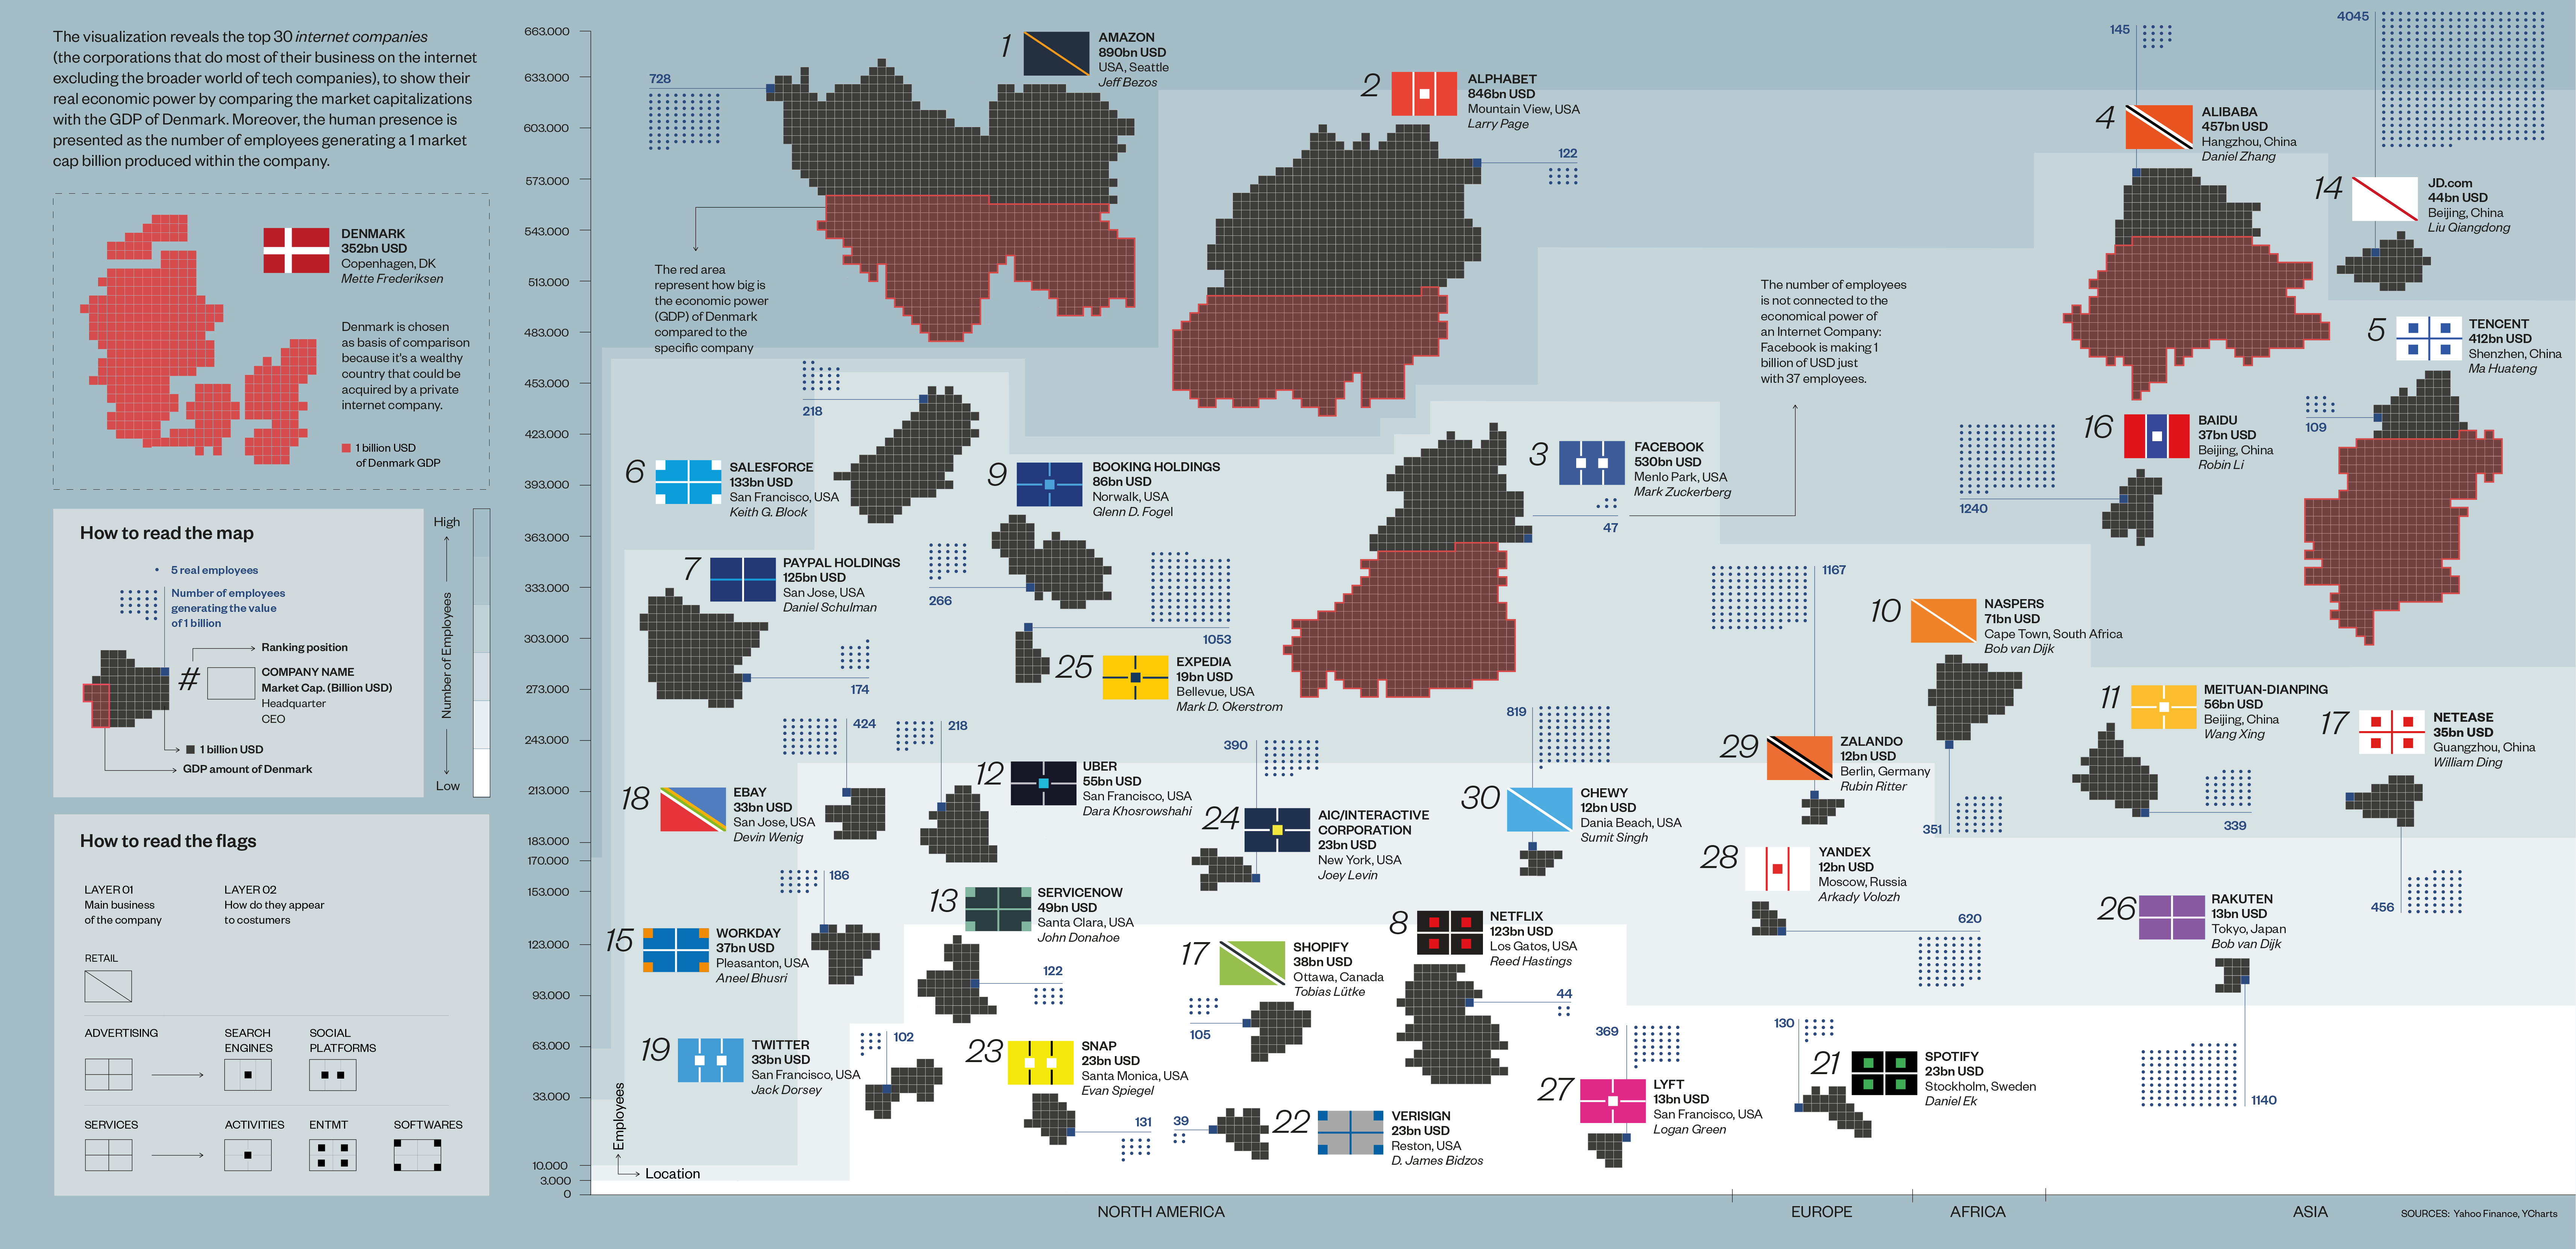 The visualization reveals the top 30 internet companies
(the corporations that do most of their business on the internet
excluding the broader world of tech companies), to show their
real economic power by comparing the market capitalizations
with the GDP of Denmark. Moreover, the human presence is
presented as the number of employees generating a 1 market
cap billion produced within the company.
DENMARK
352bn USD
Copenhagen, DK
Mette Frederiksen
Denmark is chosen
as basis of comparison
because it's a wealthy
country that could be
acquired by a private
internet company.
1 billion USD
of Denmark GDP
How to read the map
5 real employees
Number of employees
generating the value
of 1 billion
Ranking position
#
COMPANY NAME
Market Cap. (Billion USD)
Headquarter
CEO
1 billion USD
GDP amount of Denmark
High
Number of Employees
Low
How to read the flags
LAYER 01
Main business
of the company
LAYER 02
How do they appear
to costumers
RETAIL
ADVERTISING
SEARCH
ENGINES
SOCIAL
PLATFORMS
SERVICES
ACTIVITIES
ENTMT
SOFTWARES
663.000
633.000
603.000
573.000
543.000
513.000
483.000
453.000
423.000
393.000
363.000
333.000
303.000
273.000
243.000
213.000
183.000
170.000
153.000
123.000
93.000
63.000
33.000
10.000
3.000
0
Employees
Location
728
1
AMAZON
890bn USD
USA, Seattle
Jeff Bezos
The red area
represent how big is
the economic power
(GDP) of Denmark
compared to the
specific company
2
ALPHABET
846bn USD
Mountain View, USA
Larry Page
122
145
4
ALIBABA
457bn USD
Hangzhou, China
Daniel Zhang
4045
14
JD.com
44bn USD
Beijing, China
Liu Qiangdong
The number of employees
is not connected to the
economical power of
an Internet Company:
Facebook is making 1
billion of USD just
with 37 employees.
5
TENCENT
412bn USD
Shenzhen, China
Ma Huateng
109
218
6
SALESFORCE
133bn USD
San Francisco, USA
Keith G. Block
9
BOOKING HOLDINGS
86bn USD
Norwalk, USA
Glenn D. Fogel
266
3
FACEBOOK
530bn USD
Menlo Park, USA
Mark Zuckerberg
47
16
BAIDU
37bn USD
Beijing, China
Robin Li
1240
7
PAYPAL HOLDINGS
125bn USD
San Jose, USA
Daniel Schulman
174
1053
25
EXPEDIA
19bn USD
Bellevue, USA
Mark D. Okerstrom
1167
10
NASPERS
71bn USD
Cape Town, South Africa
Bob van Dijk
351
11
MEITUAN-DIANPING
56bn USD
Beijing, China
Wang Xing
339
17
NETEASE
35bn USD
Guangzhou, China
William Ding
456
424
18
EBAY
33bn USD
San Jose, USA
Devin Wenig
218
12
UBER
55bn USD
San Francisco, USA
Dara Khosrowshahi
390
24
AIC/INTERACTIVE
CORPORATION
23bn USD
New York, USA
Joey Levin
819
30
CHEWY
12bn USD
Dania Beach, USA
Sumit Singh
29
ZALANDO
12bn USD
Berlin, Germany
Rubin Ritter
28
YANDEX
12bn USD
Moscow, Russia
Arkady Volozh
620
186
15
WORKDAY
37bn USD
Pleasanton, USA
Aneel Bhusri
13
SERVICENOW
49bn USD
Santa Clara, USA
John Donahoe
122
17
SHOPIFY
38bn USD
Ottawa, Canada
Tobias Lütke
105
8
NETFLIX
123bn USD
Los Gatos, USA
Reed Hastings
44
26
RAKUTEN
13bn USD
Tokyo, Japan
Bob van Dijk
1140
19
TWITTER
33bn USD
San Francisco, USA
Jack Dorsey
102
23
SNAP
23bn USD
Santa Monica, USA
Evan Spiegel
131
39
22
VERISIGN
23bn USD
Reston, USA
D. James Bidzos
369
27
LYFT
13bn USD
San Francisco, USA
Logan Green
130
21
SPOTIFY
23bn USD
Stockholm, Sweden
Daniel Ek
NORTH AMERICA
EUROPE
AFRICA
ASIA
SOURCES: Yahoo Finance, YCharts